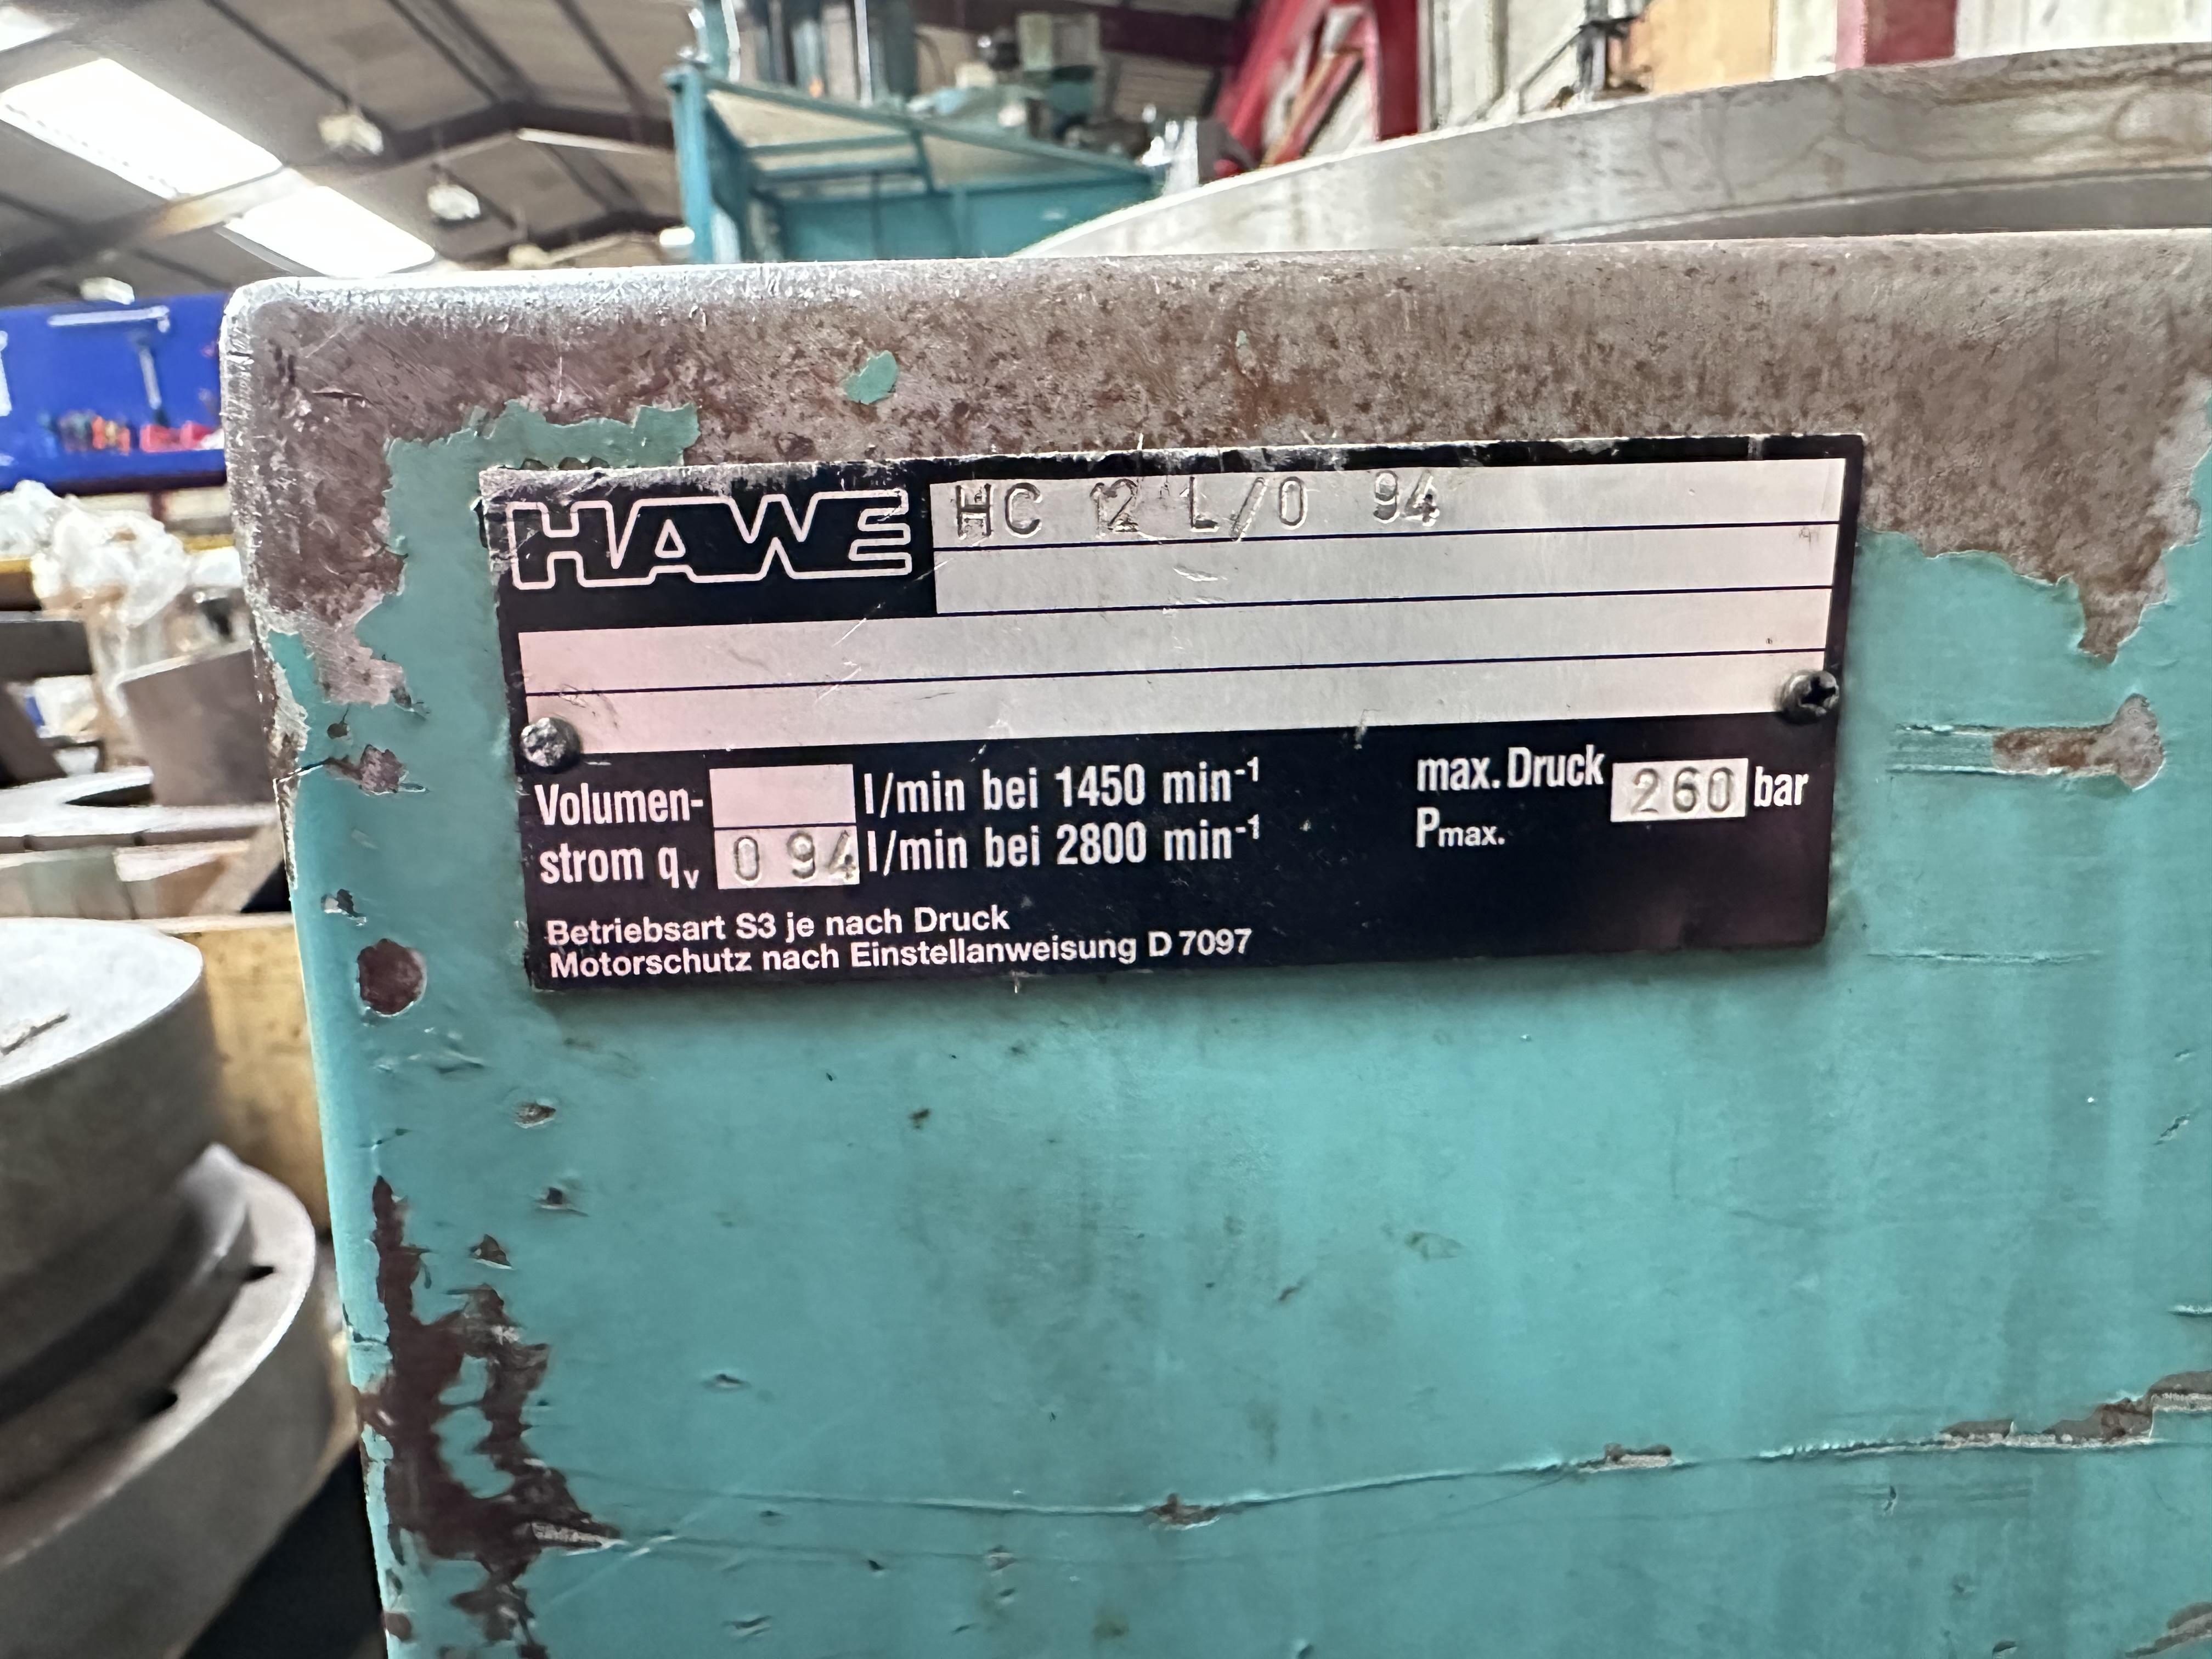 HAWE
HC 12 L/0 94
Volumen-
strom qv
l/min bei 1450 min-1
0 94 l/min bei 2800 min-1
max. Druck
Pmax.
260 bar
Betriebsart S3 je nach Druck
Motorschutz nach Einstellanweisung D 7097